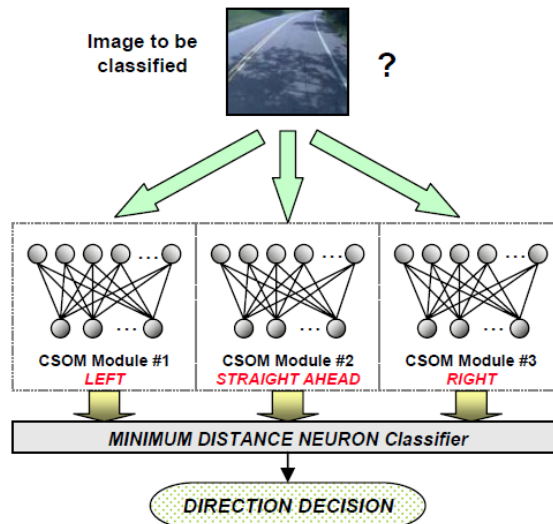 Image to be
classified
?
CSOM Module #1
LEFT
CSOM Module #2
STRAIGHT AHEAD
CSOM Module #3
RIGHT
MINIMUM DISTANCE NEURON Classifier
DIRECTION DECISION